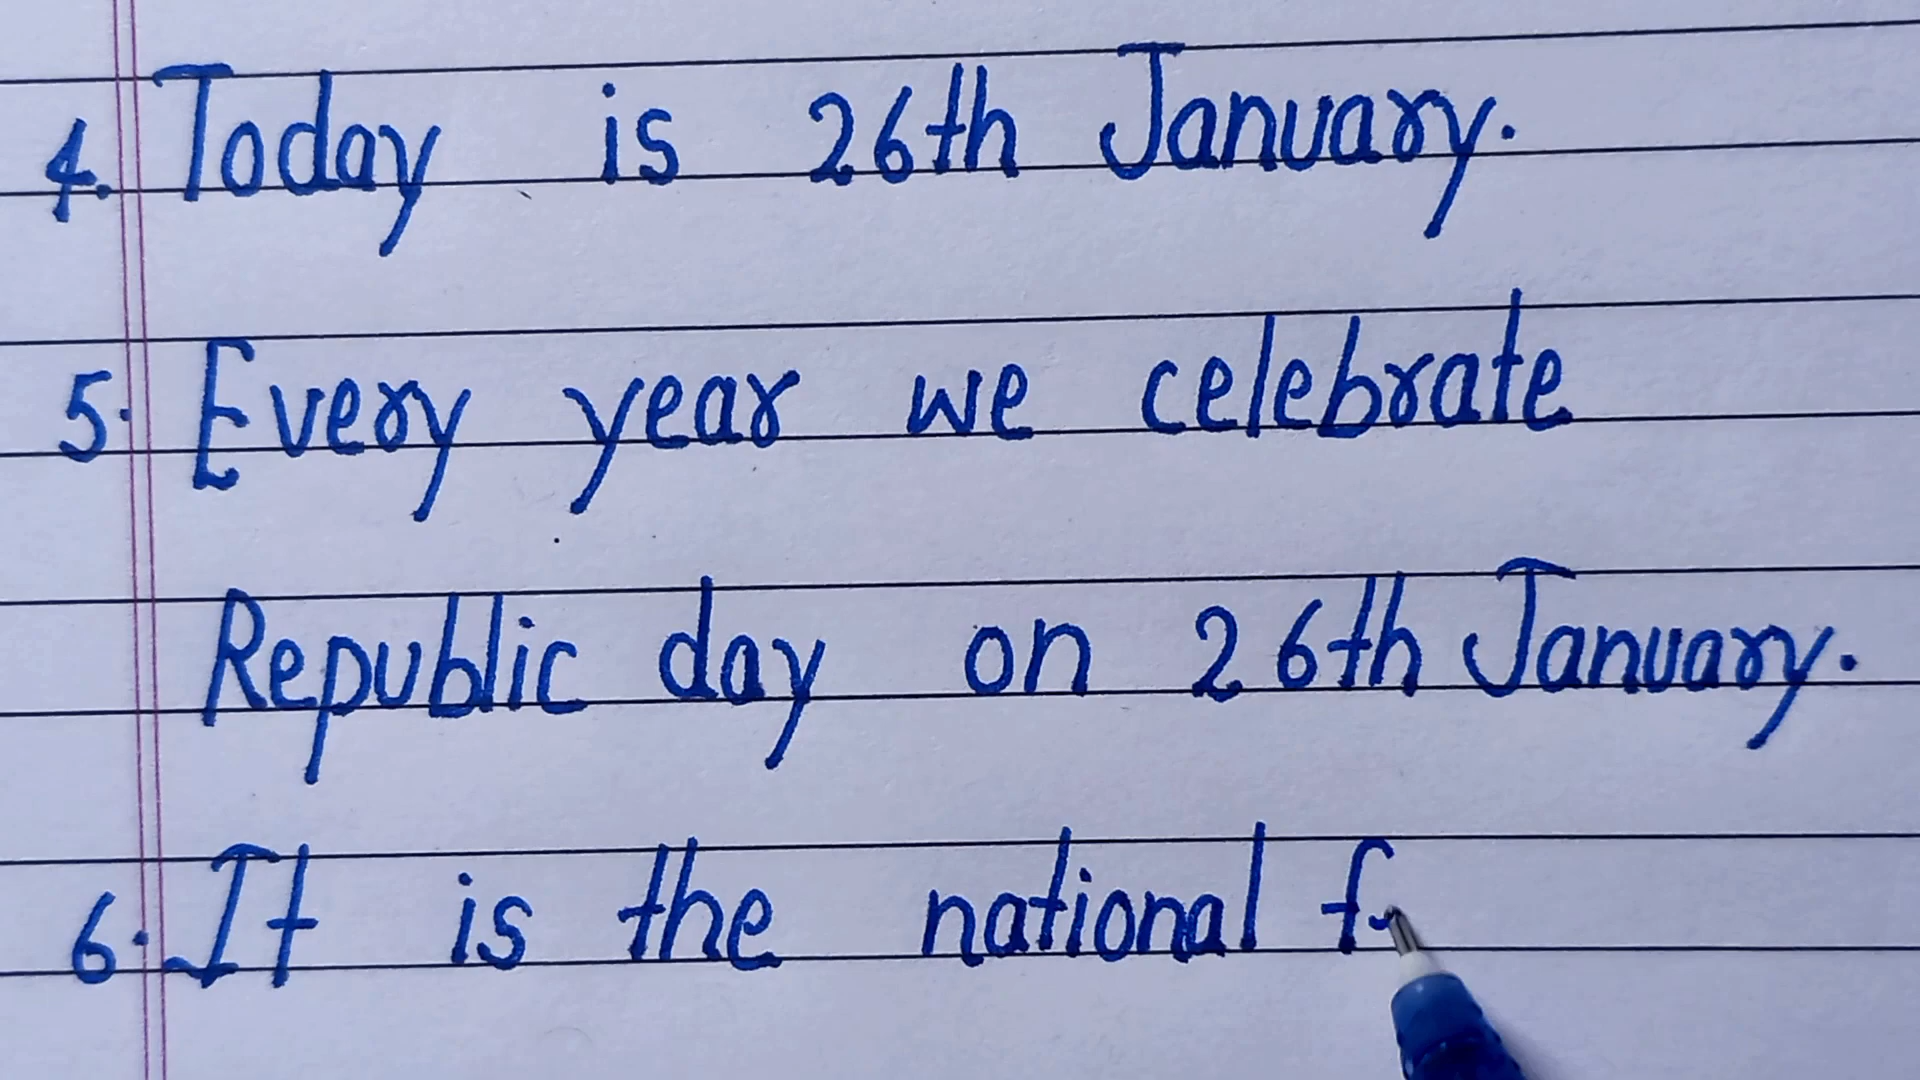 4. Today is 26th January.
5. Every year we celebrate
Republic day on 26th January.
6. It is the national f